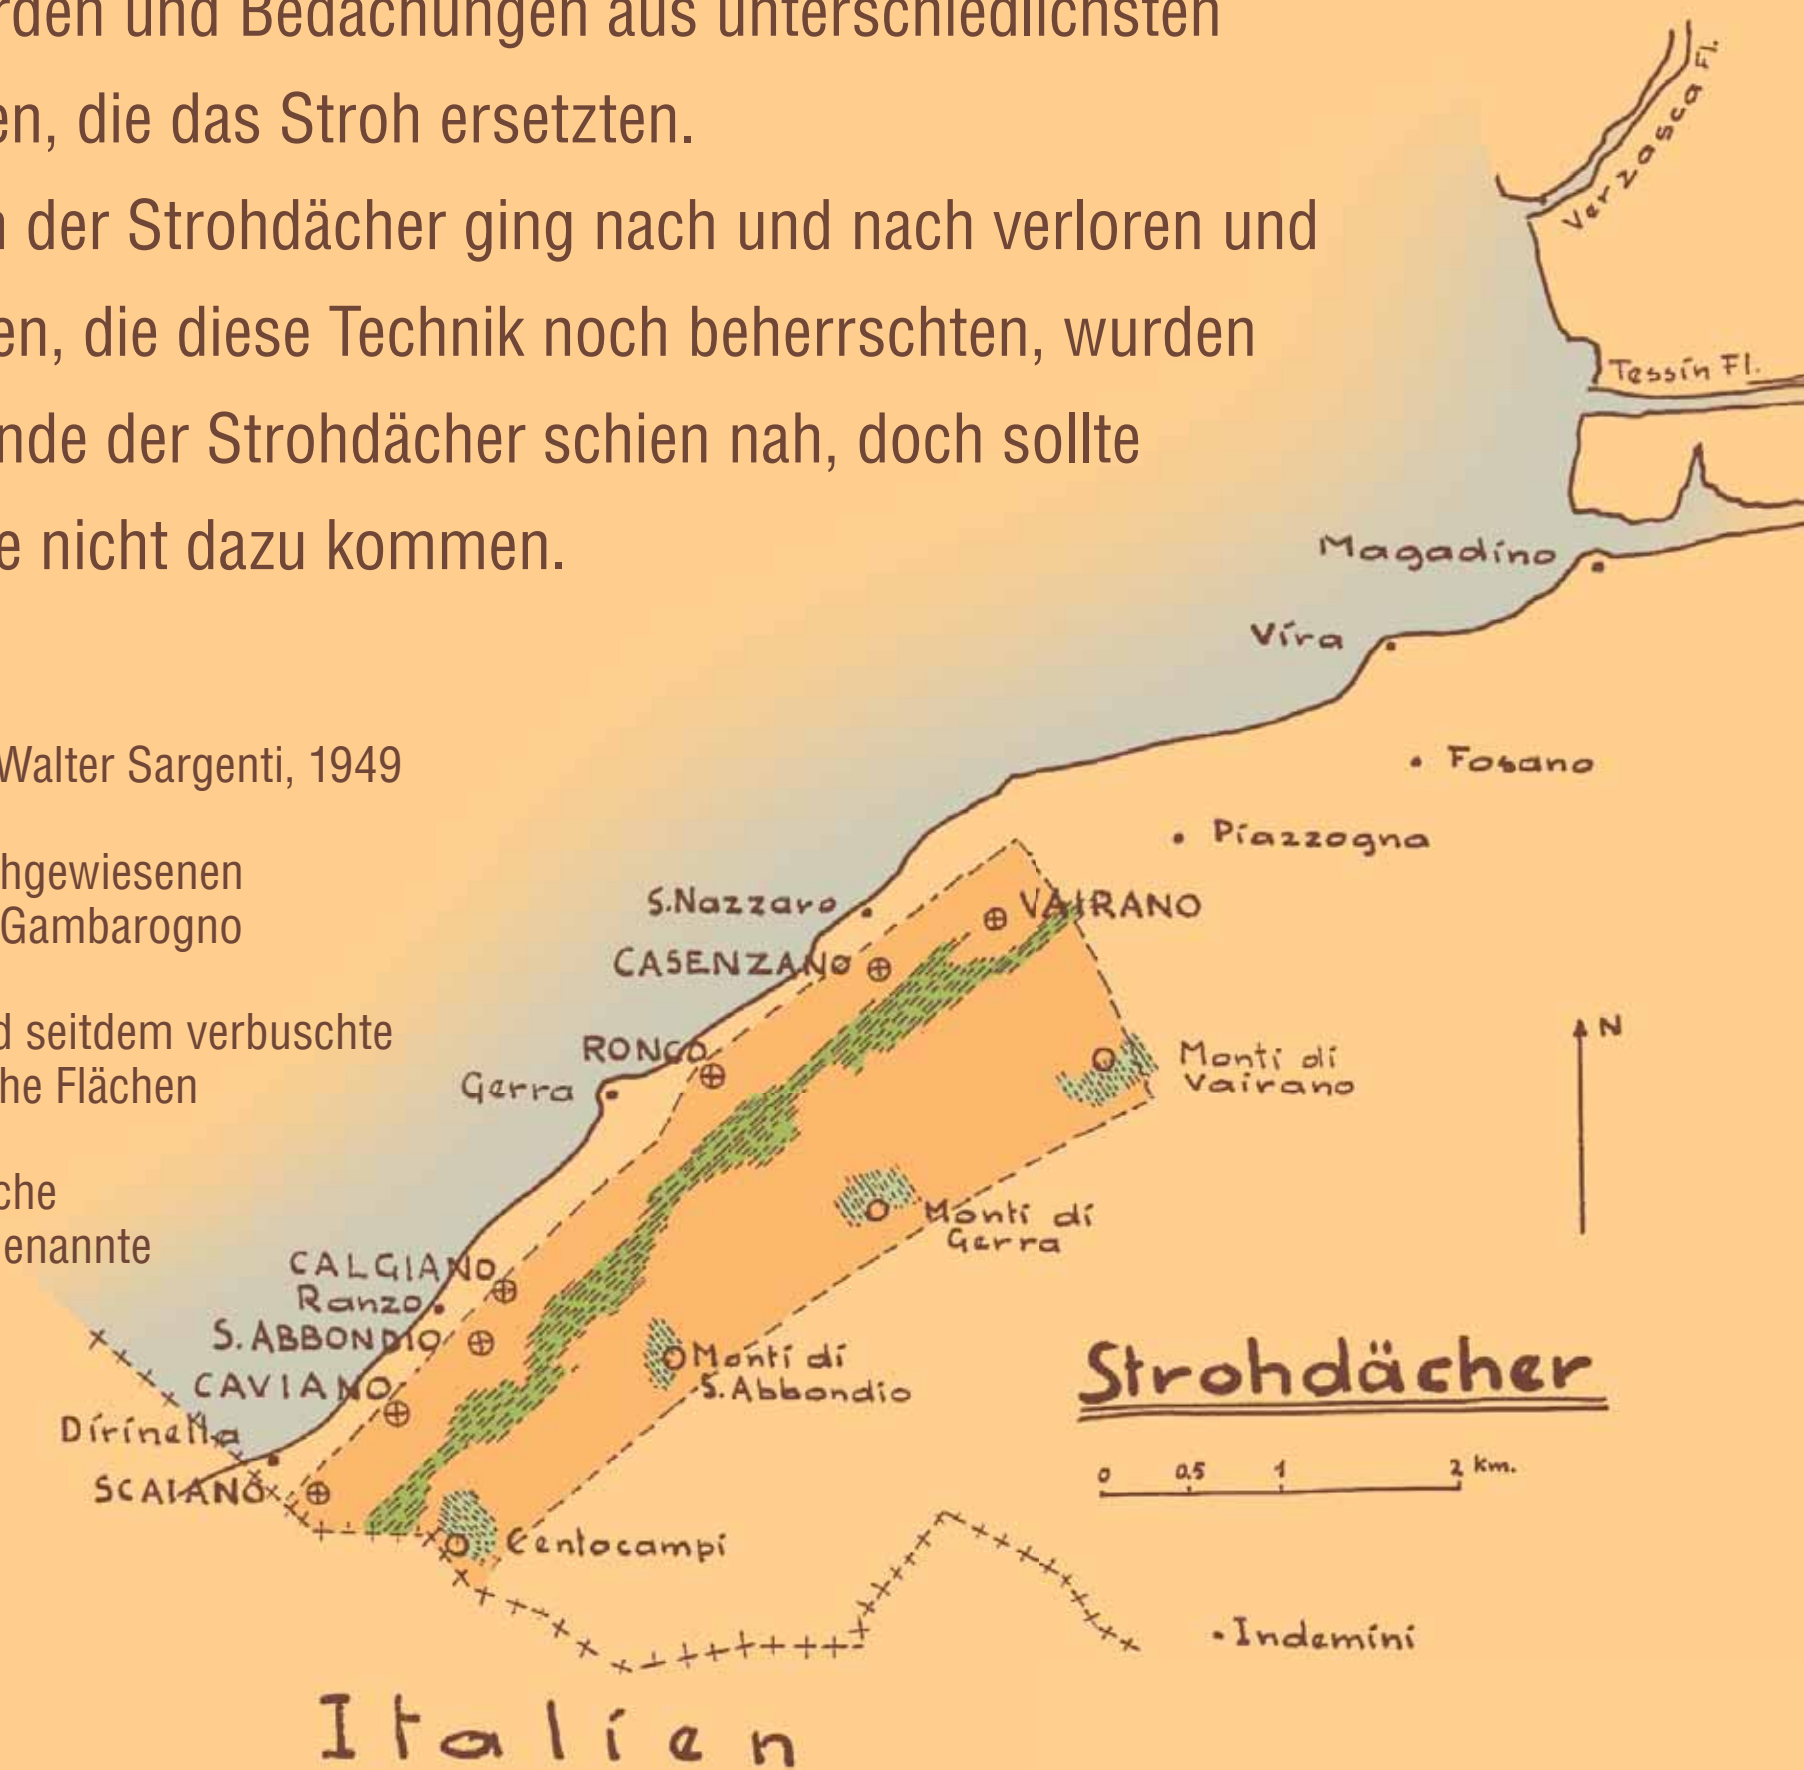 rden und Bedachungen aus unterschiedlichsten
en, die das Stroh ersetzten.
n der Strohdächer ging nach und nach verloren und
en, die diese Technik noch beherrschten, wurden
nde der Strohdächer schien nah, doch sollte
e nicht dazu kommen.
Walter Sargenti, 1949
chgewiesenen
Gambarogno
d seitdem verbuschte
che Flächen
che
enannte
Verzasca Fl.
Tessin Fl.
Magadino
Vira
Fosano
Piazzogna
S.Nazzaro
VAIRANO
CASENZANO
RONCO
Gerra
Monti di
Vairano
N
Monti di
Gerra
CALGIANO
Ranzo
S. ABBONDIO
CAVIANO
Monti di
S.Abbondio
Dirinella
SCAIANO
Centocampi
Strohdächer
0 0.5 1 2 km.
Indemini
Italien